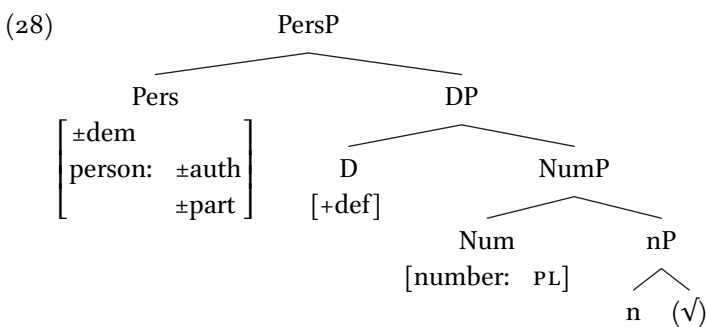 (28) PersP
Pers DP
±dem
person: ±auth D NumP
±part [+def]
Num nP
[number: PL]
n (√)